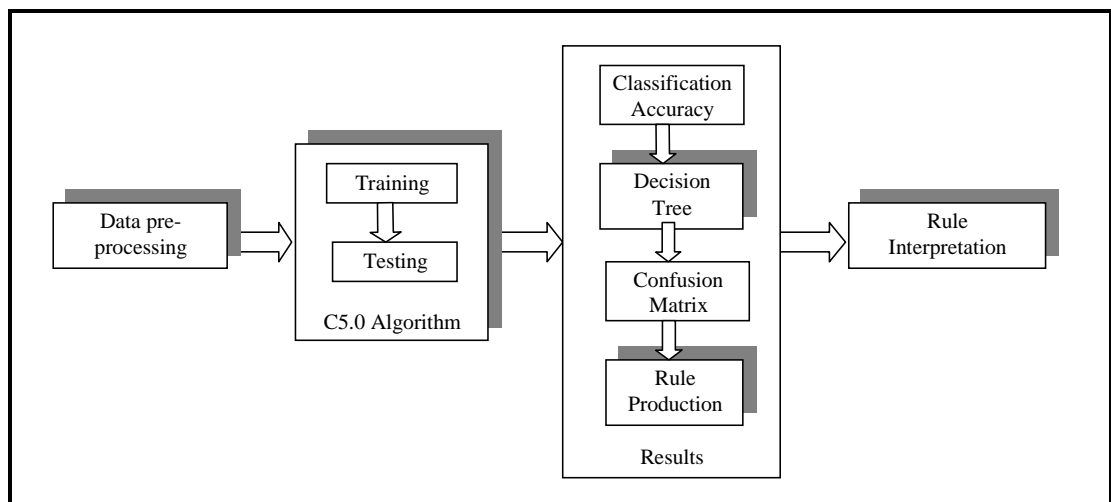 Data pre-
processing
Training
Testing
C5.0 Algorithm
Classification
Accuracy
Decision
Tree
Confusion
Matrix
Rule
Production
Results
Rule
Interpretation